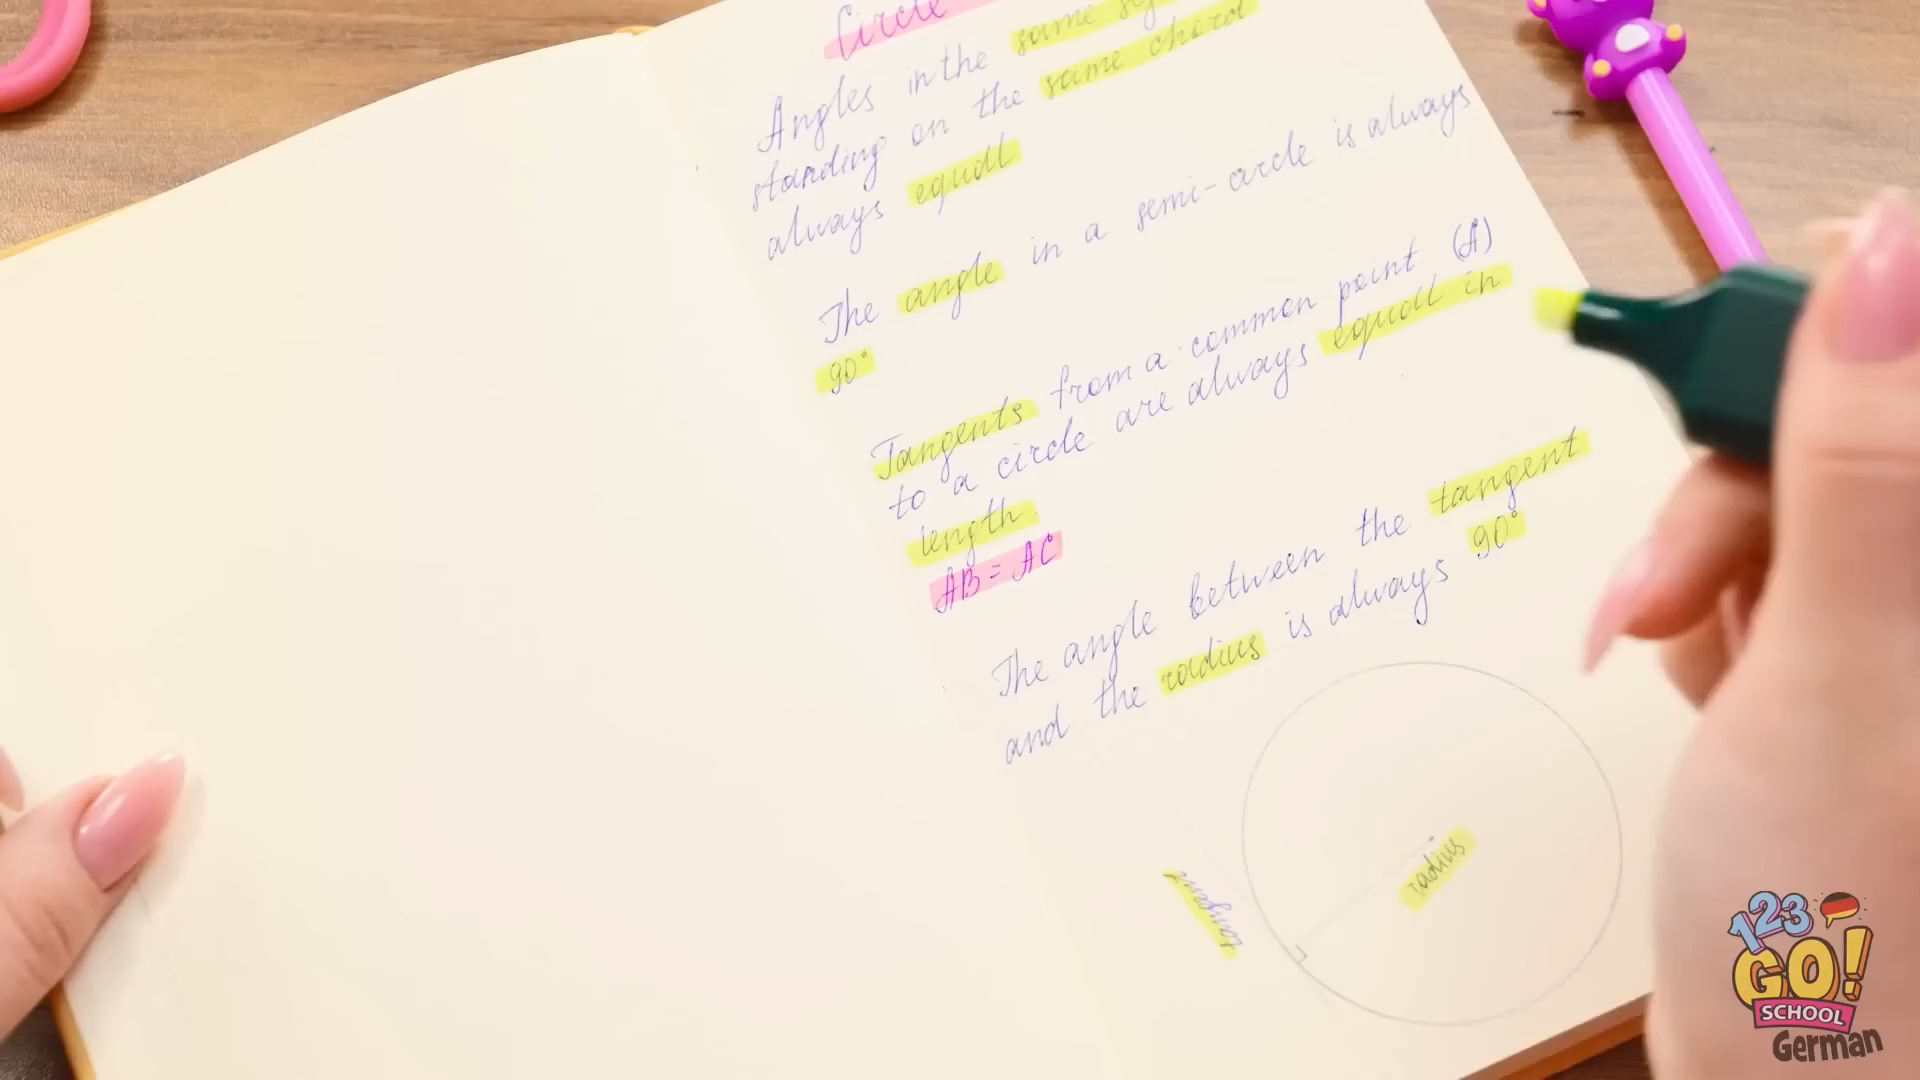 Circle
Angles in the same
standing on the same chord
always equall
The angle in a semi-circle is always
90°
Tangents from a common point (A)
to a circle are always equall in
length.
AB = AC
The angle between the tangent
and the radius is always 90°
radius
tangent
123
GO!
SCHOOL
German